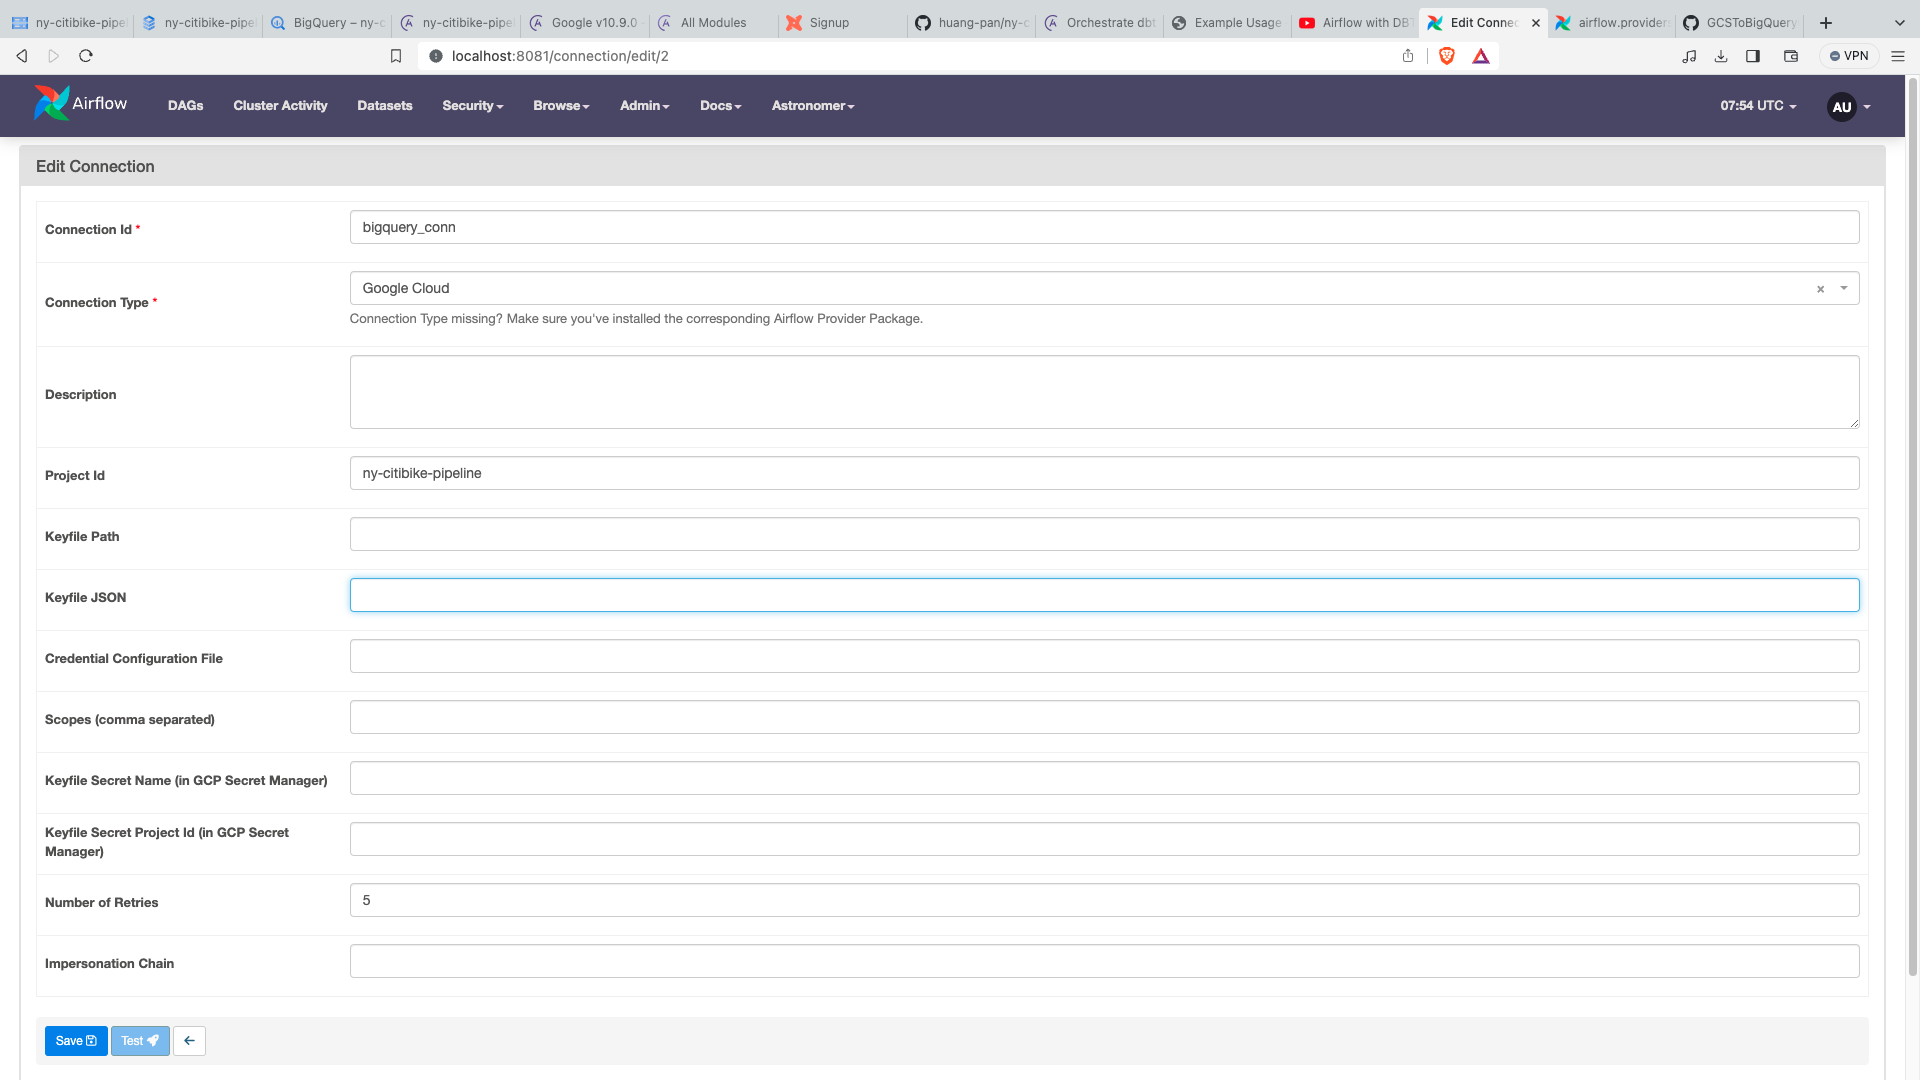 ny-citibike-pipel
ny-citibike-pipe
BigQuery – ny-c
ny-citibike-pipel
Google v10.9.0
All Modules
Signup
huang-pan/ny-c
Orchestrate dbt
Example Usage
Airflow with DBT
Edit Connec
airflow.provider
GCSToBigQuery
localhost:8081/connection/edit/2
VPN
Airflow
DAGs
Cluster Activity
Datasets
Security
Browse
Admin
Docs
Astronomer
07:54 UTC
AU
Edit Connection
Connection Id *
bigquery_conn
Connection Type *
Google Cloud
Connection Type missing? Make sure you've installed the corresponding Airflow Provider Package.
Description
Project Id
ny-citibike-pipeline
Keyfile Path
Keyfile JSON
Credential Configuration File
Scopes (comma separated)
Keyfile Secret Name (in GCP Secret Manager)
Keyfile Secret Project Id (in GCP Secret
Manager)
Number of Retries
5
Impersonation Chain
Save
Test